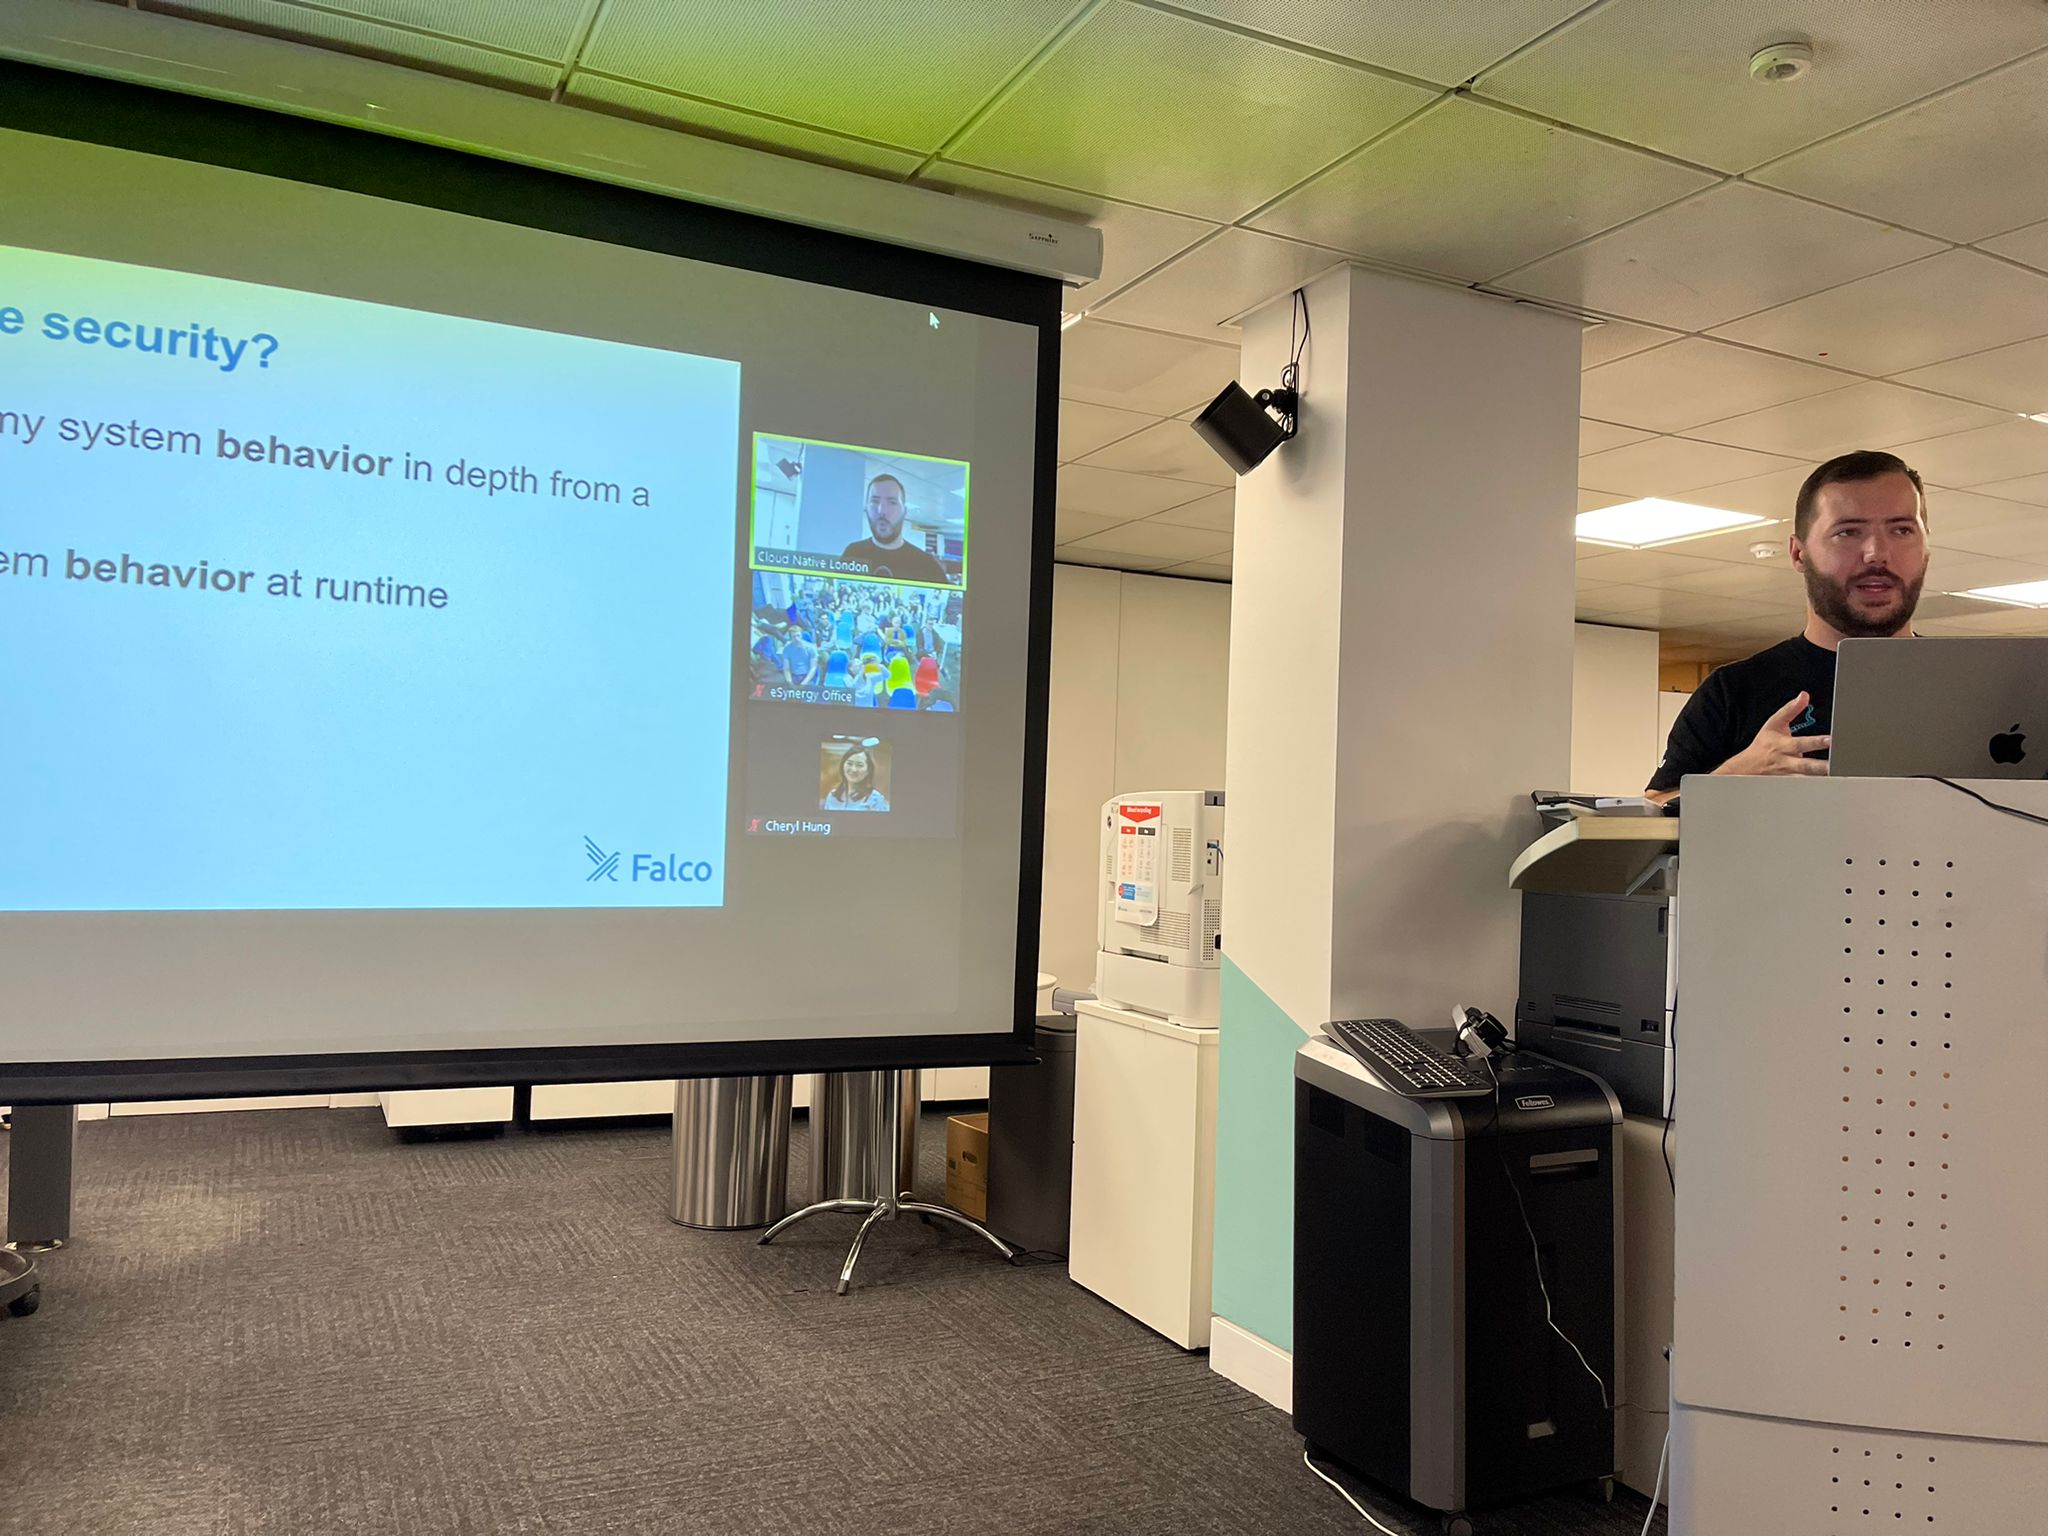 SAPPHIRE
e security?
my system behavior in depth from a
em behavior at runtime
Cloud Native London
eSynergy Office
Cheryl Hung
Falco
Fellowes